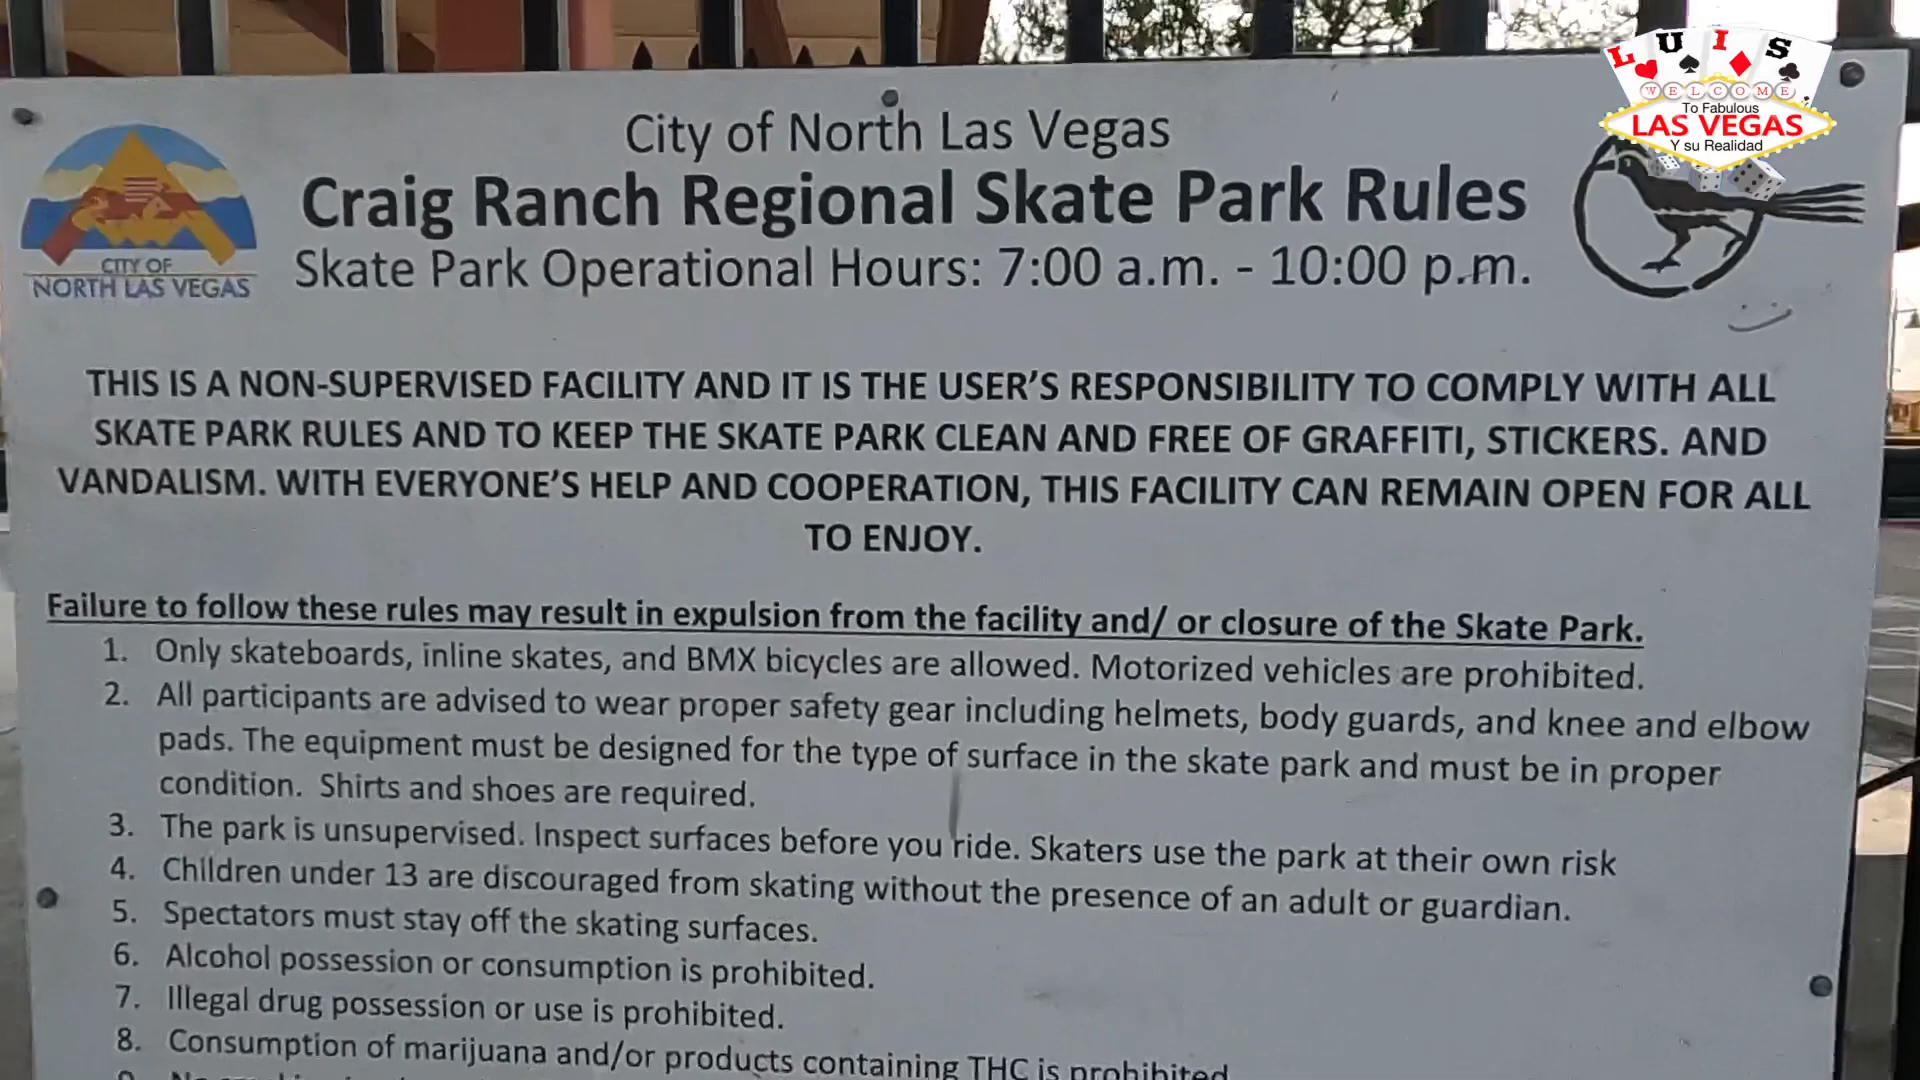 L U I S
WELCOME
To Fabulous
LAS VEGAS
Y su Realidad
City of North Las Vegas
Craig Ranch Regional Skate Park Rules
Skate Park Operational Hours: 7:00 a.m. - 10:00 p.m.
CITY OF
NORTH LAS VEGAS
THIS IS A NON-SUPERVISED FACILITY AND IT IS THE USER'S RESPONSIBILITY TO COMPLY WITH ALL
SKATE PARK RULES AND TO KEEP THE SKATE PARK CLEAN AND FREE OF GRAFFITI, STICKERS. AND
VANDALISM. WITH EVERYONE'S HELP AND COOPERATION, THIS FACILITY CAN REMAIN OPEN FOR ALL
TO ENJOY.
Failure to follow these rules may result in expulsion from the facility and/ or closure of the Skate Park.
1. Only skateboards, inline skates, and BMX bicycles are allowed. Motorized vehicles are prohibited.
2. All participants are advised to wear proper safety gear including helmets, body guards, and knee and elbow
pads. The equipment must be designed for the type of surface in the skate park and must be in proper
condition. Shirts and shoes are required.
3. The park is unsupervised. Inspect surfaces before you ride. Skaters use the park at their own risk
4. Children under 13 are discouraged from skating without the presence of an adult or guardian.
5. Spectators must stay off the skating surfaces.
6. Alcohol possession or consumption is prohibited.
7. Illegal drug possession or use is prohibited.
8. Consumption of marijuana and/or products containing THC is prohibited